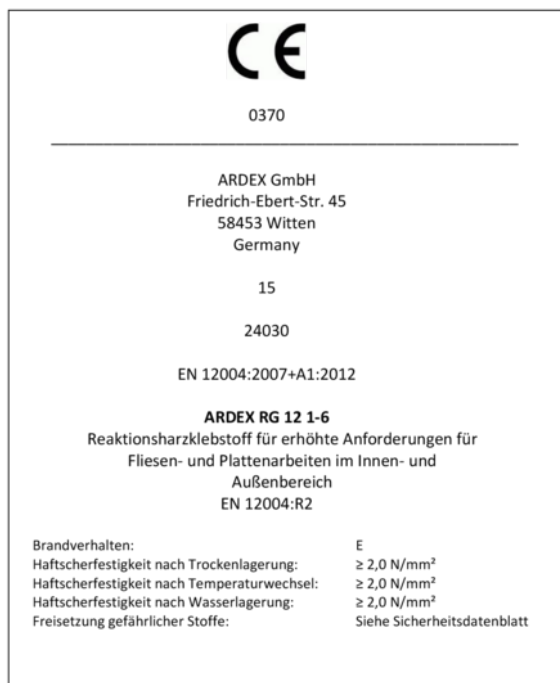 CE
0370
ARDEX GmbH
Friedrich-Ebert-Str. 45
58453 Witten
Germany
15
24030
EN 12004:2007+A1:2012
ARDEX RG 12 1-6
Reaktionsharzklebstoff für erhöhte Anforderungen für
Fliesen- und Plattenarbeiten im Innen- und
Außenbereich
EN 12004:R2
Brandverhalten: E
Haftscherfestigkeit nach Trockenlagerung: ≥ 2,0 N/mm²
Haftscherfestigkeit nach Temperaturwechsel: ≥ 2,0 N/mm²
Haftscherfestigkeit nach Wasserlagerung: ≥ 2,0 N/mm²
Freisetzung gefährlicher Stoffe: Siehe Sicherheitsdatenblatt